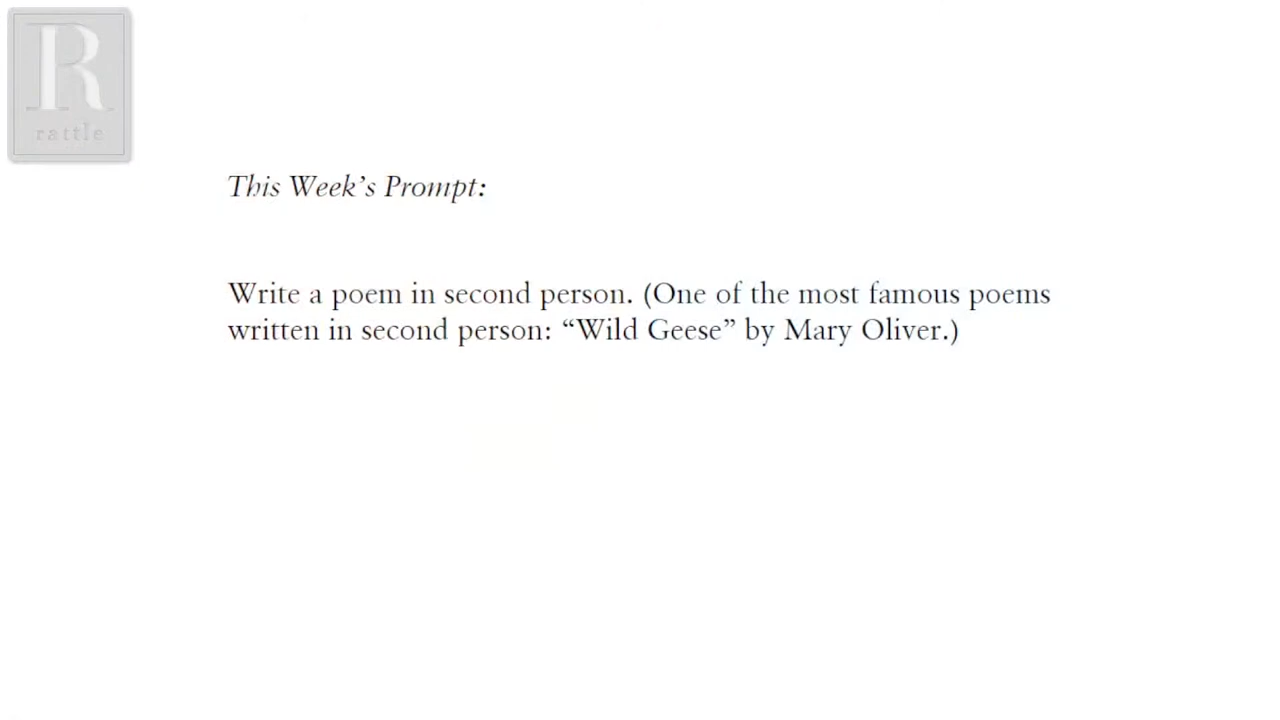 R
rattle
This Week's Prompt:
Write a poem in second person. (One of the most famous poems
written in second person: “Wild Geese” by Mary Oliver.)